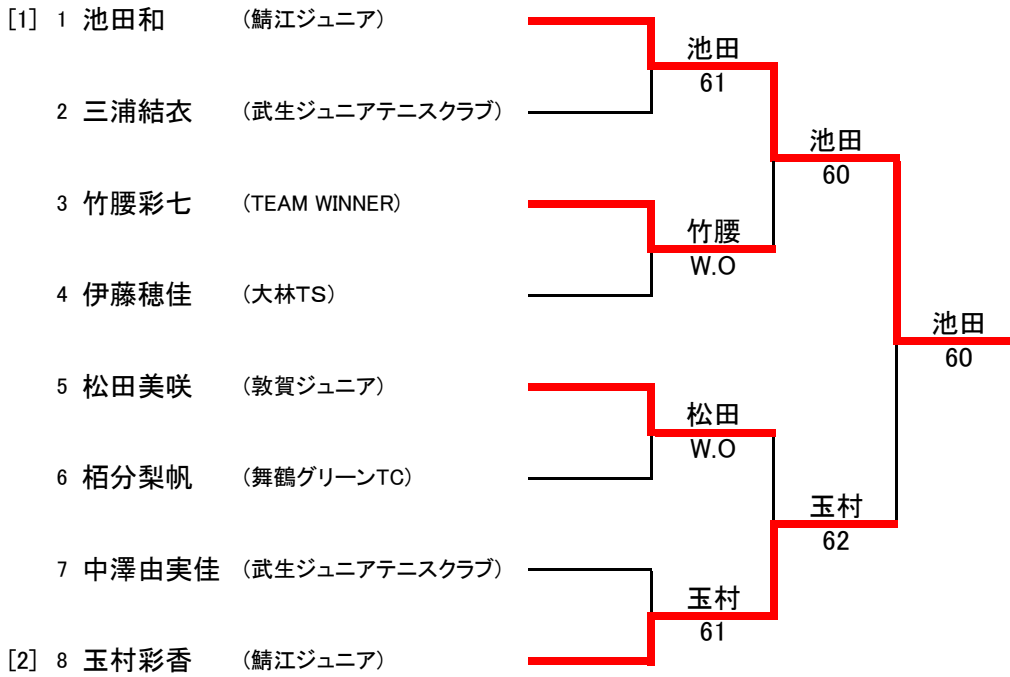 [1] 1 池田和 (鯖江ジュニア)
池田
61
2 三浦結衣 (武生ジュニアテニスクラブ)
池田
60
3 竹腰彩七 (TEAM WINNER)
竹腰
W.O
4 伊藤穂佳 (大林TS)
池田
60
5 松田美咲 (敦賀ジュニア)
松田
W.O
6 栢分梨帆 (舞鶴グリーンTC)
玉村
62
7 中澤由実佳 (武生ジュニアテニスクラブ)
玉村
61
[2] 8 玉村彩香 (鯖江ジュニア)